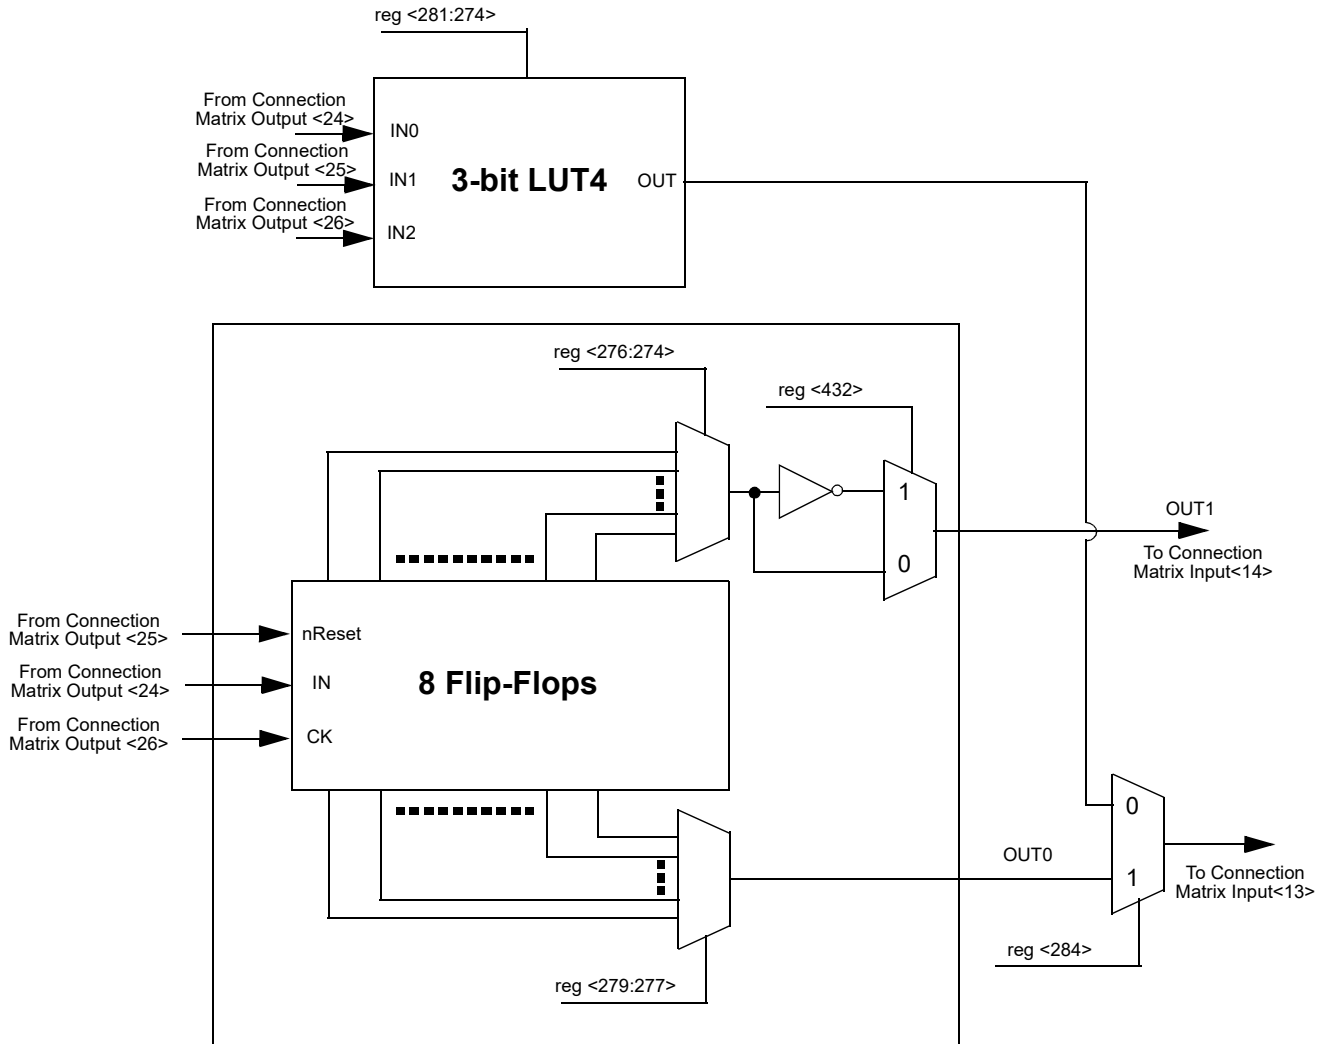 reg <281:274>
From Connection
Matrix Output <24>
IN0
From Connection
Matrix Output <25>
IN1
3-bit LUT4
OUT
From Connection
Matrix Output <26>
IN2
reg <276:274>
reg <432>
1
OUT1
To Connection
Matrix Input<14>
0
From Connection
Matrix Output <25>
nReset
From Connection
Matrix Output <24>
IN
8 Flip-Flops
From Connection
Matrix Output <26>
CK
0
OUT0
1
To Connection
Matrix Input<13>
reg <284>
reg <279:277>